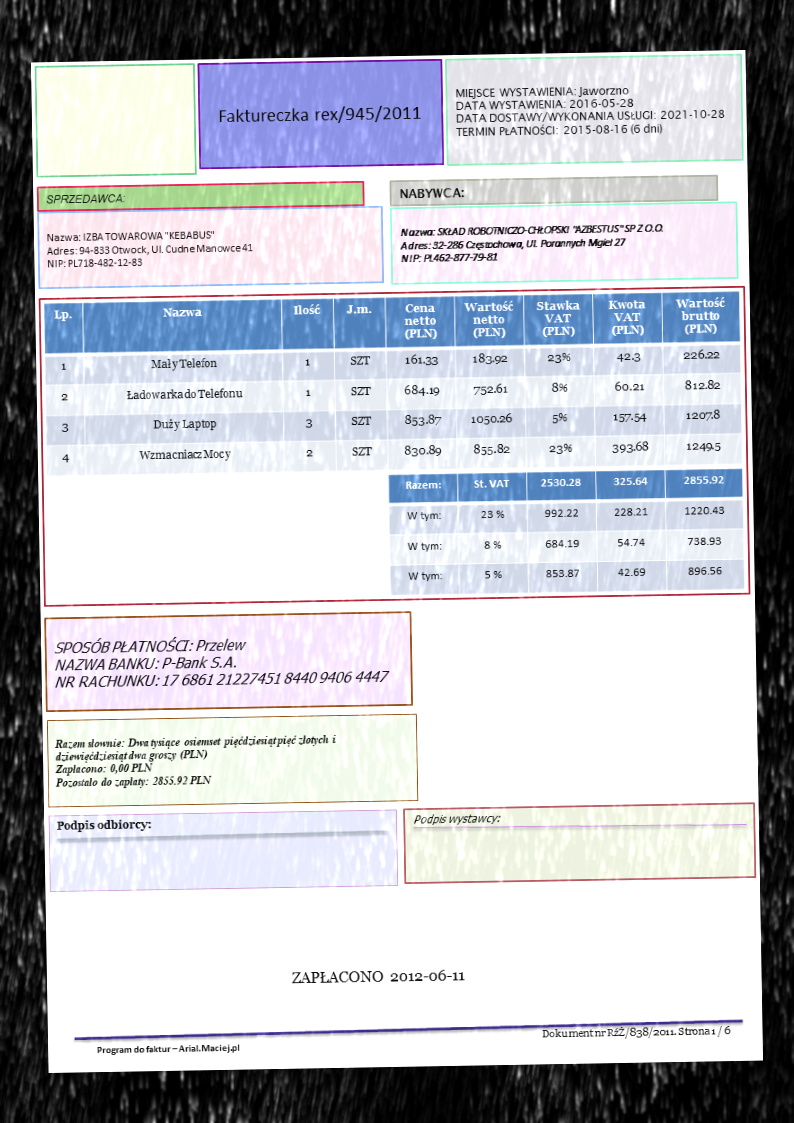 Faktureczka rex/945/2011
MIEJSCE WYSTAWIENIA: Jaworzno
DATA WYSTAWIENIA: 2016-05-28
DATA DOSTAWY/WYKONANIA USŁUGI: 2021-10-28
TERMIN PŁATNOŚCI: 2015-08-16 (6 dni)
SPRZEDAWCA:
Nazwa: IZBA TOWAROWA "KEBABUS"
Adres: 94-833 Otwock, Ul. Cudne Manowce 41
NIP: PL718-482-12-83
NABYWCA:
Nazwa: SKŁAD ROBOTNICZO-CHŁOPSKI "AZBESTUS" SP Z O.O.
Adres: 32-286 Częstochowa, Ul. Porannych Migieł 27
NIP: PL462-877-79-81
Lp. Nazwa Ilość J.m. Cena netto (PLN) Wartość netto (PLN) Stawka VAT (PLN) Kwota VAT (PLN) Wartość brutto (PLN)
1 Mały Telefon 1 SZT 161.33 183.92 23% 42.3 226.22
2 Ładowarka do Telefonu 1 SZT 684.19 752.61 8% 60.21 812.82
3 Duży Laptop 3 SZT 853.87 1050.26 5% 157.54 1207.8
4 Wzmacniacz Mocy 2 SZT 830.89 855.82 23% 393.68 1249.5
Razem: St. VAT 2530.28 325.64 2855.92
W tym: 23 % 992.22 228.21 1220.43
W tym: 8 % 684.19 54.74 738.93
W tym: 5 % 853.87 42.69 896.56
SPOSÓB PŁATNOŚCI: Przelew
NAZWA BANKU: P-Bank S.A.
NR RACHUNKU: 17 6861 21227451 8440 9406 4447
Razem słownie: Dwa tysiące osiemset pięćdziesiąt pięć złotych i
dziewięćdziesiąt dwa groszy (PLN)
Zapłacono: 0,00 PLN
Pozostało do zapłaty: 2855.92 PLN
Podpis odbiorcy:
Podpis wystawcy:
ZAPŁACONO 2012-06-11
Program do faktur – Arial.Maciej.pl
Dokument nr RŻŹ/838/2011. Strona 1 / 6